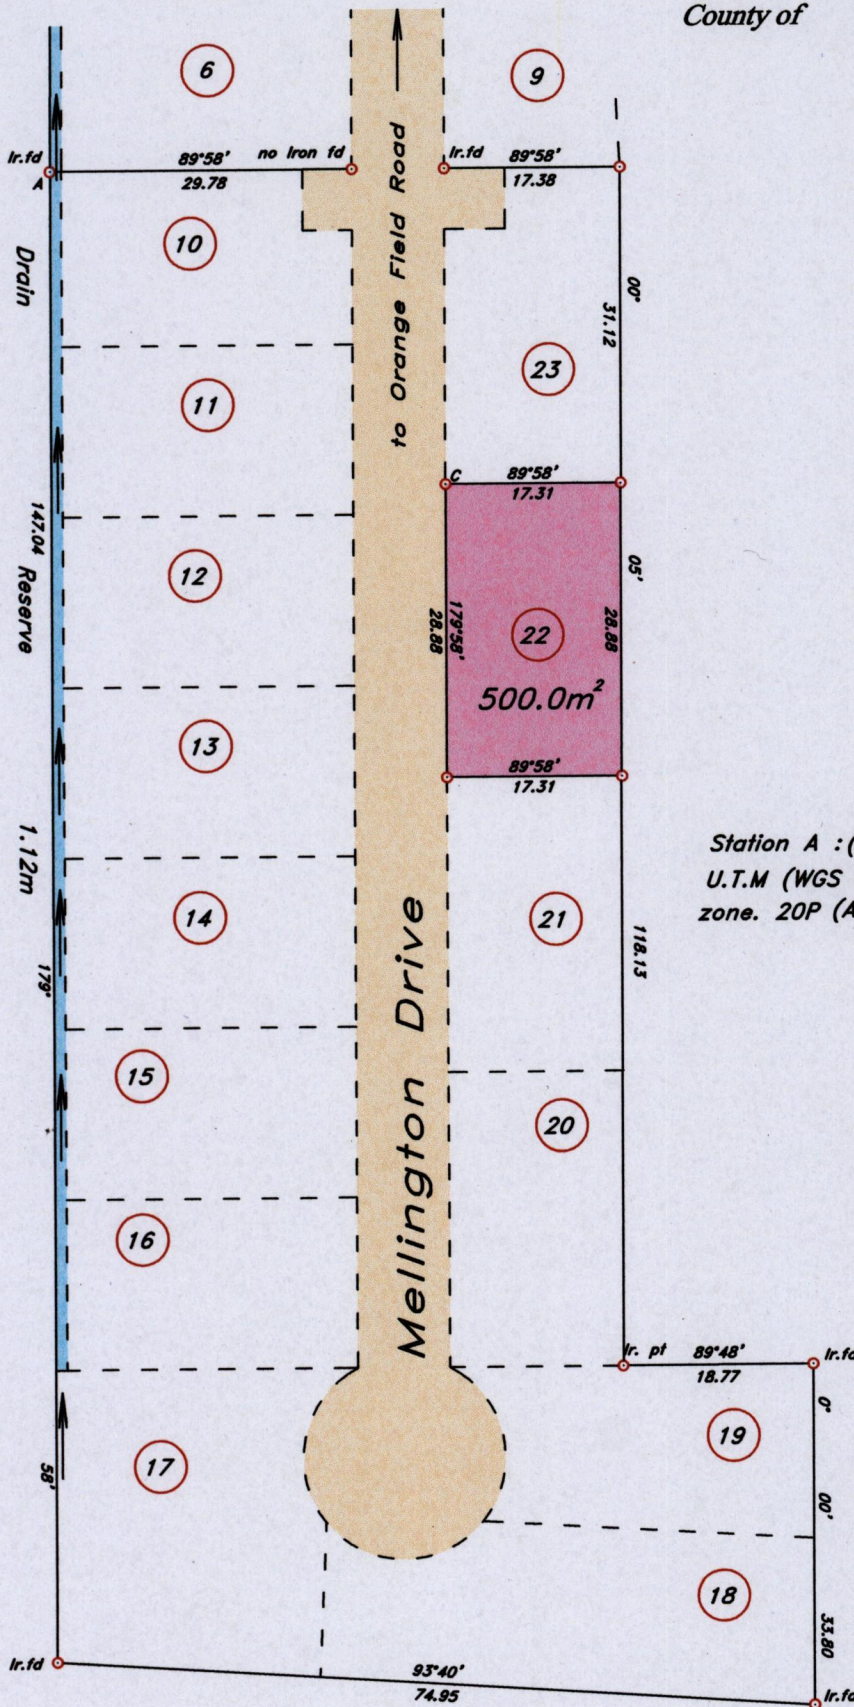 County of
6
9
Ir.fd
89°58'
no Iron fd
Ir.fd
89°58'
A
29.78
17.38
to Orange Field Road
10
Drain
00°
31.12
23
11
C
89°58'
17.31
147.04
Reserve
12
05'
179°58'
28.88
28.88
22
500.0m²
13
89°58'
17.31
1.12m
Station A :(
U.T.M (WGS
zone. 20P (A
14
21
118.13
179°
Mellington Drive
15
20
16
Ir. pt
89°48'
Ir.fd
18.77
0°
19
17
58'
00'
18
33.80
Ir.fd
93°40'
74.95
Ir.fd